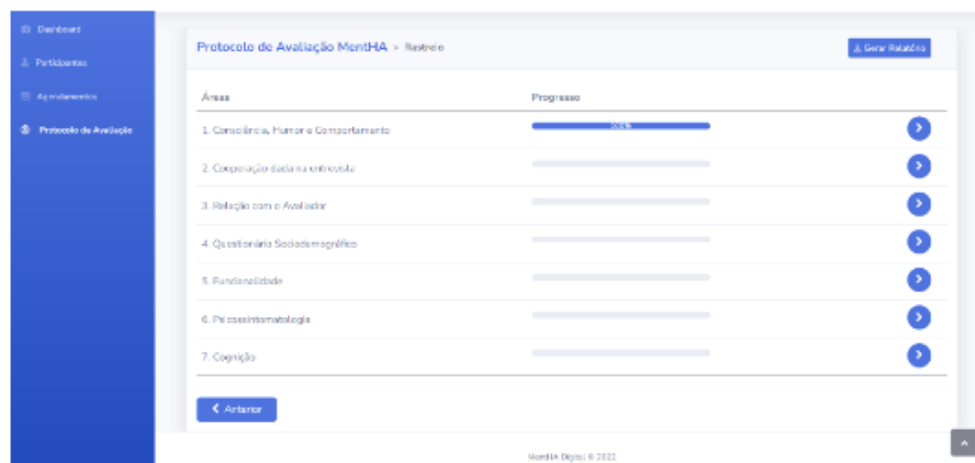 Dashboard
Participantes
Agendamentos
Protocolo de Avaliação
Protocolo de Avaliação MentHA > Rastreio
Gerar Relatório
Áreas Progresso
1. Consciência, Humor e Comportamento 100%
2. Cooperação dada na entrevista
3. Relação com o Avaliador
4. Questionário Sociodemográfico
5. Funcionalidade
6. Psicossintomatologia
7. Cognição
Anterior
MentHA Digital © 2022